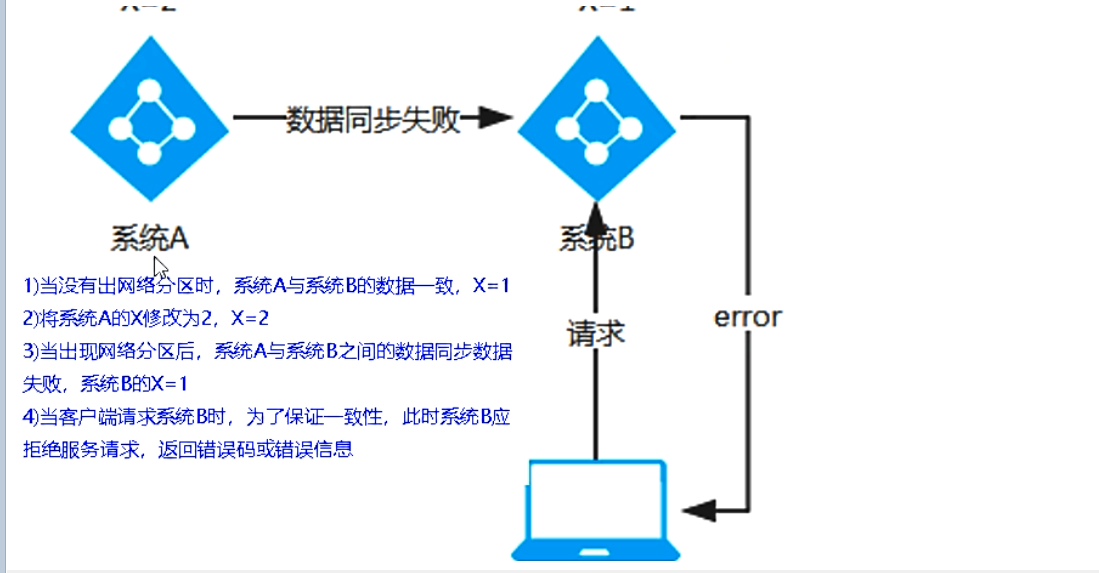 数据同步失败
系统A
系统B
1)当没有出网络分区时，系统A与系统B的数据一致，X=1
2)将系统A的X修改为2，X=2
3)当出现网络分区后，系统A与系统B之间的数据同步数据
失败，系统B的X=1
4)当客户端请求系统B时，为了保证一致性，此时系统B应
拒绝服务请求，返回错误码或错误信息
请求
error